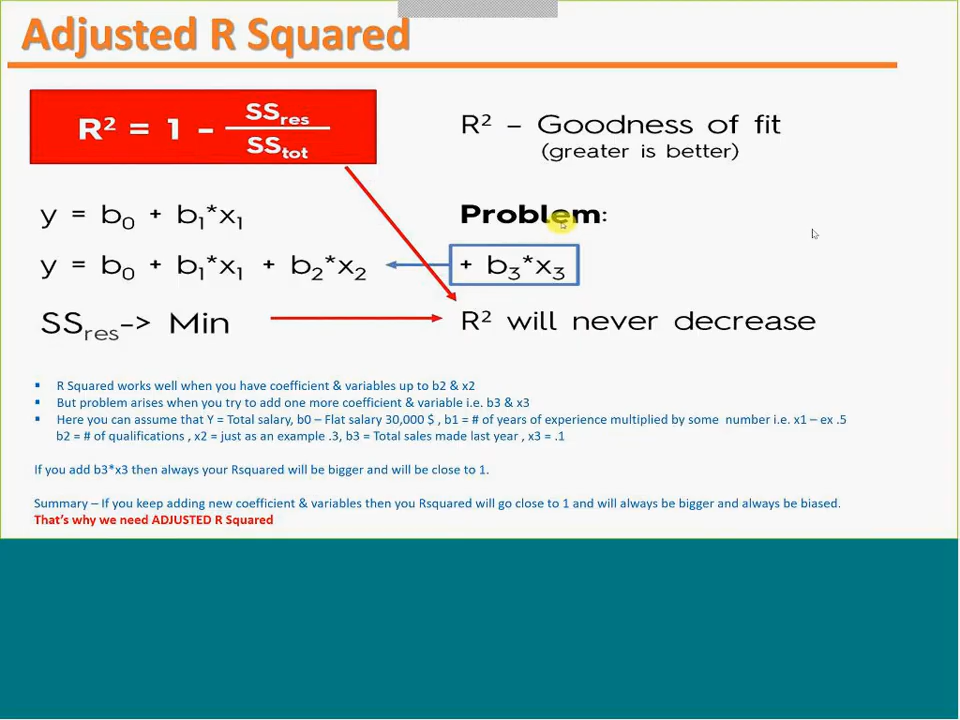 Adjusted R Squared
R² = 1 - SSres / SStot
R² – Goodness of fit
(greater is better)
y = b₀ + b₁*x₁
Problem:
y = b₀ + b₁*x₁ + b₂*x₂
+ b₃*x₃
SSres-> Min
R² will never decrease
▪ R Squared works well when you have coefficient & variables up to b2 & x2
▪ But problem arises when you try to add one more coefficient & variable i.e. b3 & x3
▪ Here you can assume that Y = Total salary, b0 – Flat salary 30,000 $ , b1 = # of years of experience multiplied by some number i.e. x1 – ex .5
b2 = # of qualifications , x2 = just as an example .3, b3 = Total sales made last year , x3 = .1
If you add b3*x3 then always your Rsquared will be bigger and will be close to 1.
Summary – If you keep adding new coefficient & variables then you Rsquared will go close to 1 and will always be bigger and always be biased.
That's why we need ADJUSTED R Squared